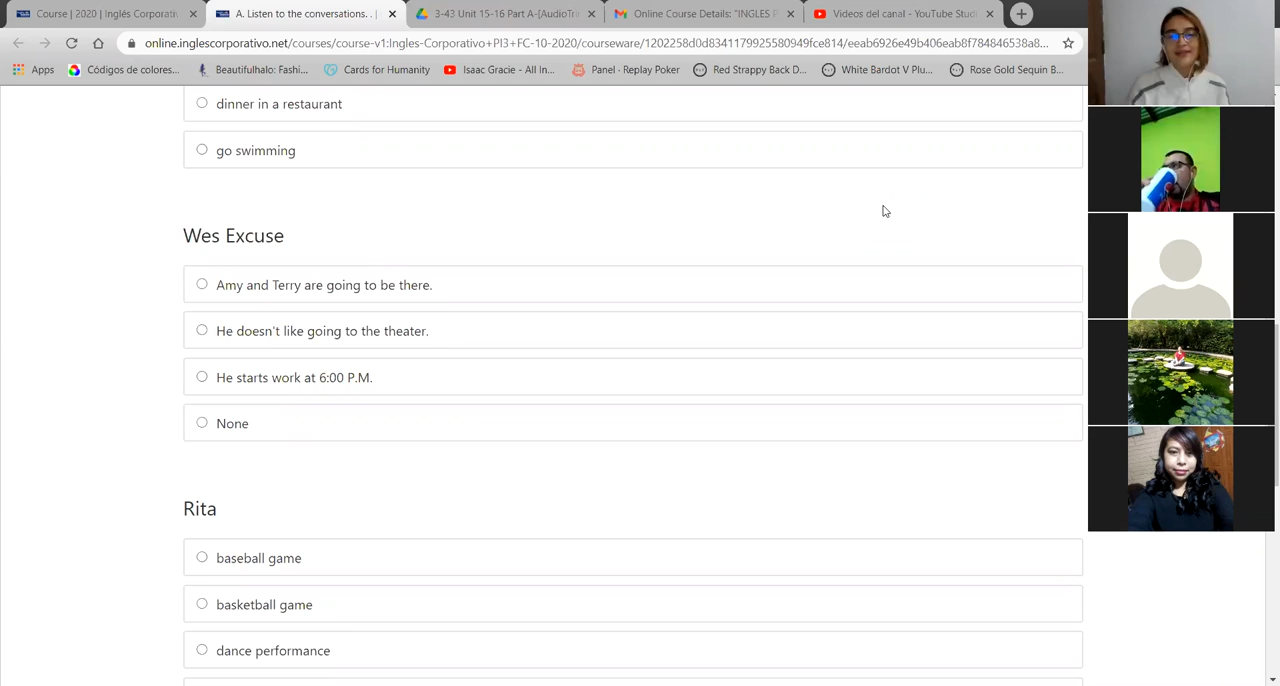 Course | 2020 | Inglés Corporativ
A. Listen to the conversations. . |
3-43 Unit 15-16 Part A-[AudioTri
Online Course Details: "INGLES P
Videos del canal - YouTube Stud
online.inglescorporativo.net/courses/course-v1:Ingles-Corporativo+PI3+FC-10-2020/courseware/1202258d0d8341179925580949fce814/eeab6926e49b406eab8f784846538a8...
Apps
Códigos de colores...
Beautifulhalo: Fashi...
Cards for Humanity
Isaac Gracie - All In...
Panel · Replay Poker
Red Strappy Back D...
White Bardot V Plu...
Rose Gold Sequin B...
dinner in a restaurant
go swimming
Wes Excuse
Amy and Terry are going to be there.
He doesn't like going to the theater.
He starts work at 6:00 P.M.
None
Rita
baseball game
basketball game
dance performance